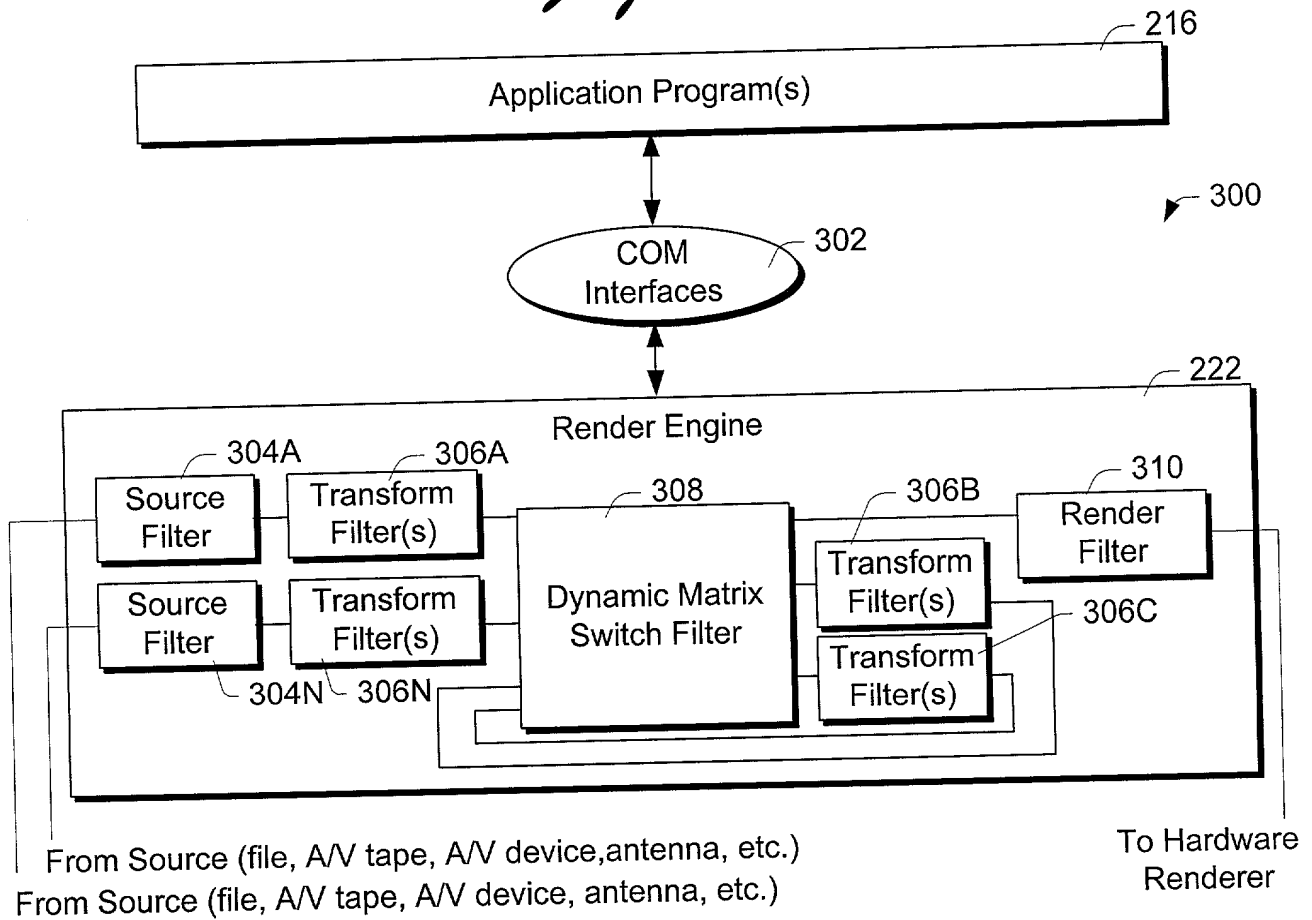 216
Application Program(s)
300
COM
Interfaces
302
222
Render Engine
304A
306A
308
306B
310
Source
Filter
Transform
Filter(s)
Dynamic Matrix
Switch Filter
Transform
Filter(s)
Render
Filter
Source
Filter
Transform
Filter(s)
306C
Transform
Filter(s)
304N
306N
From Source (file, A/V tape, A/V device,antenna, etc.)
From Source (file, A/V tape, A/V device, antenna, etc.)
To Hardware
Renderer